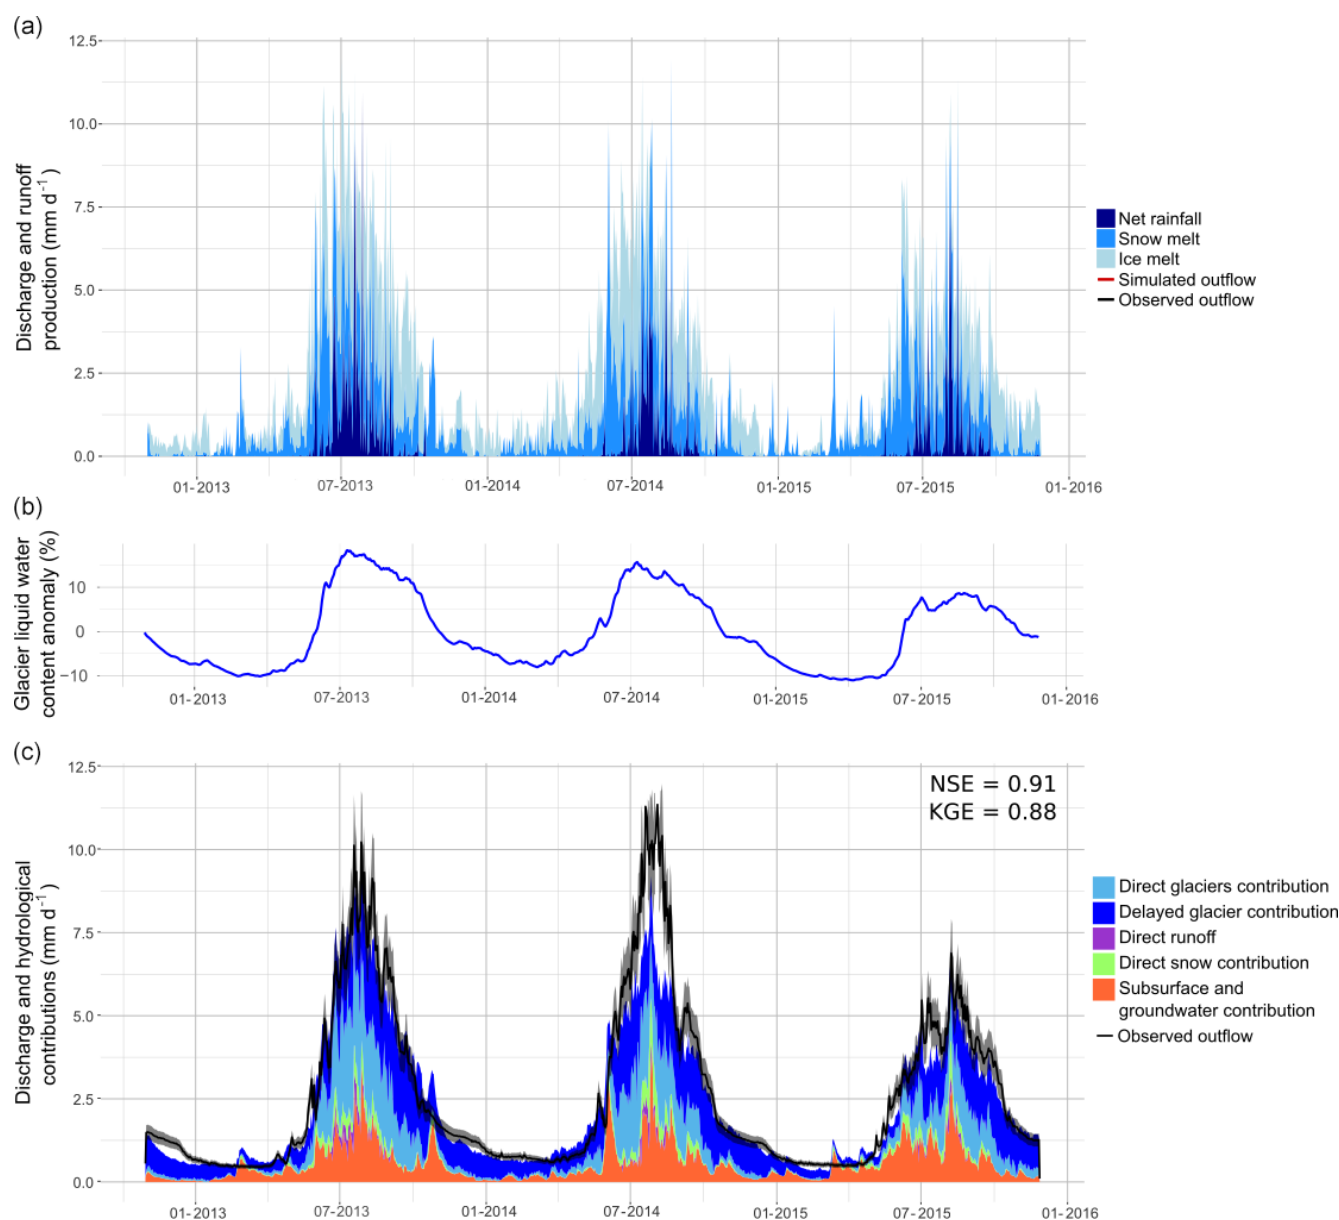 (a)
Discharge and runoff
production (mm d⁻¹)
12.5
10.0
7.5
5.0
2.5
0.0
01-2013
07-2013
01-2014
07-2014
01-2015
07-2015
01-2016
Net rainfall
Snow melt
Ice melt
Simulated outflow
Observed outflow
(b)
Glacier liquid water
content anomaly (%)
10
0
−10
01-2013
07-2013
01-2014
07-2014
01-2015
07-2015
01-2016
(c)
Discharge and hydrological
contributions (mm d⁻¹)
12.5
10.0
7.5
5.0
2.5
0.0
NSE = 0.91
KGE = 0.88
01-2013
07-2013
01-2014
07-2014
01-2015
07-2015
01-2016
Direct glaciers contribution
Delayed glacier contribution
Direct runoff
Direct snow contribution
Subsurface and
groundwater contribution
Observed outflow